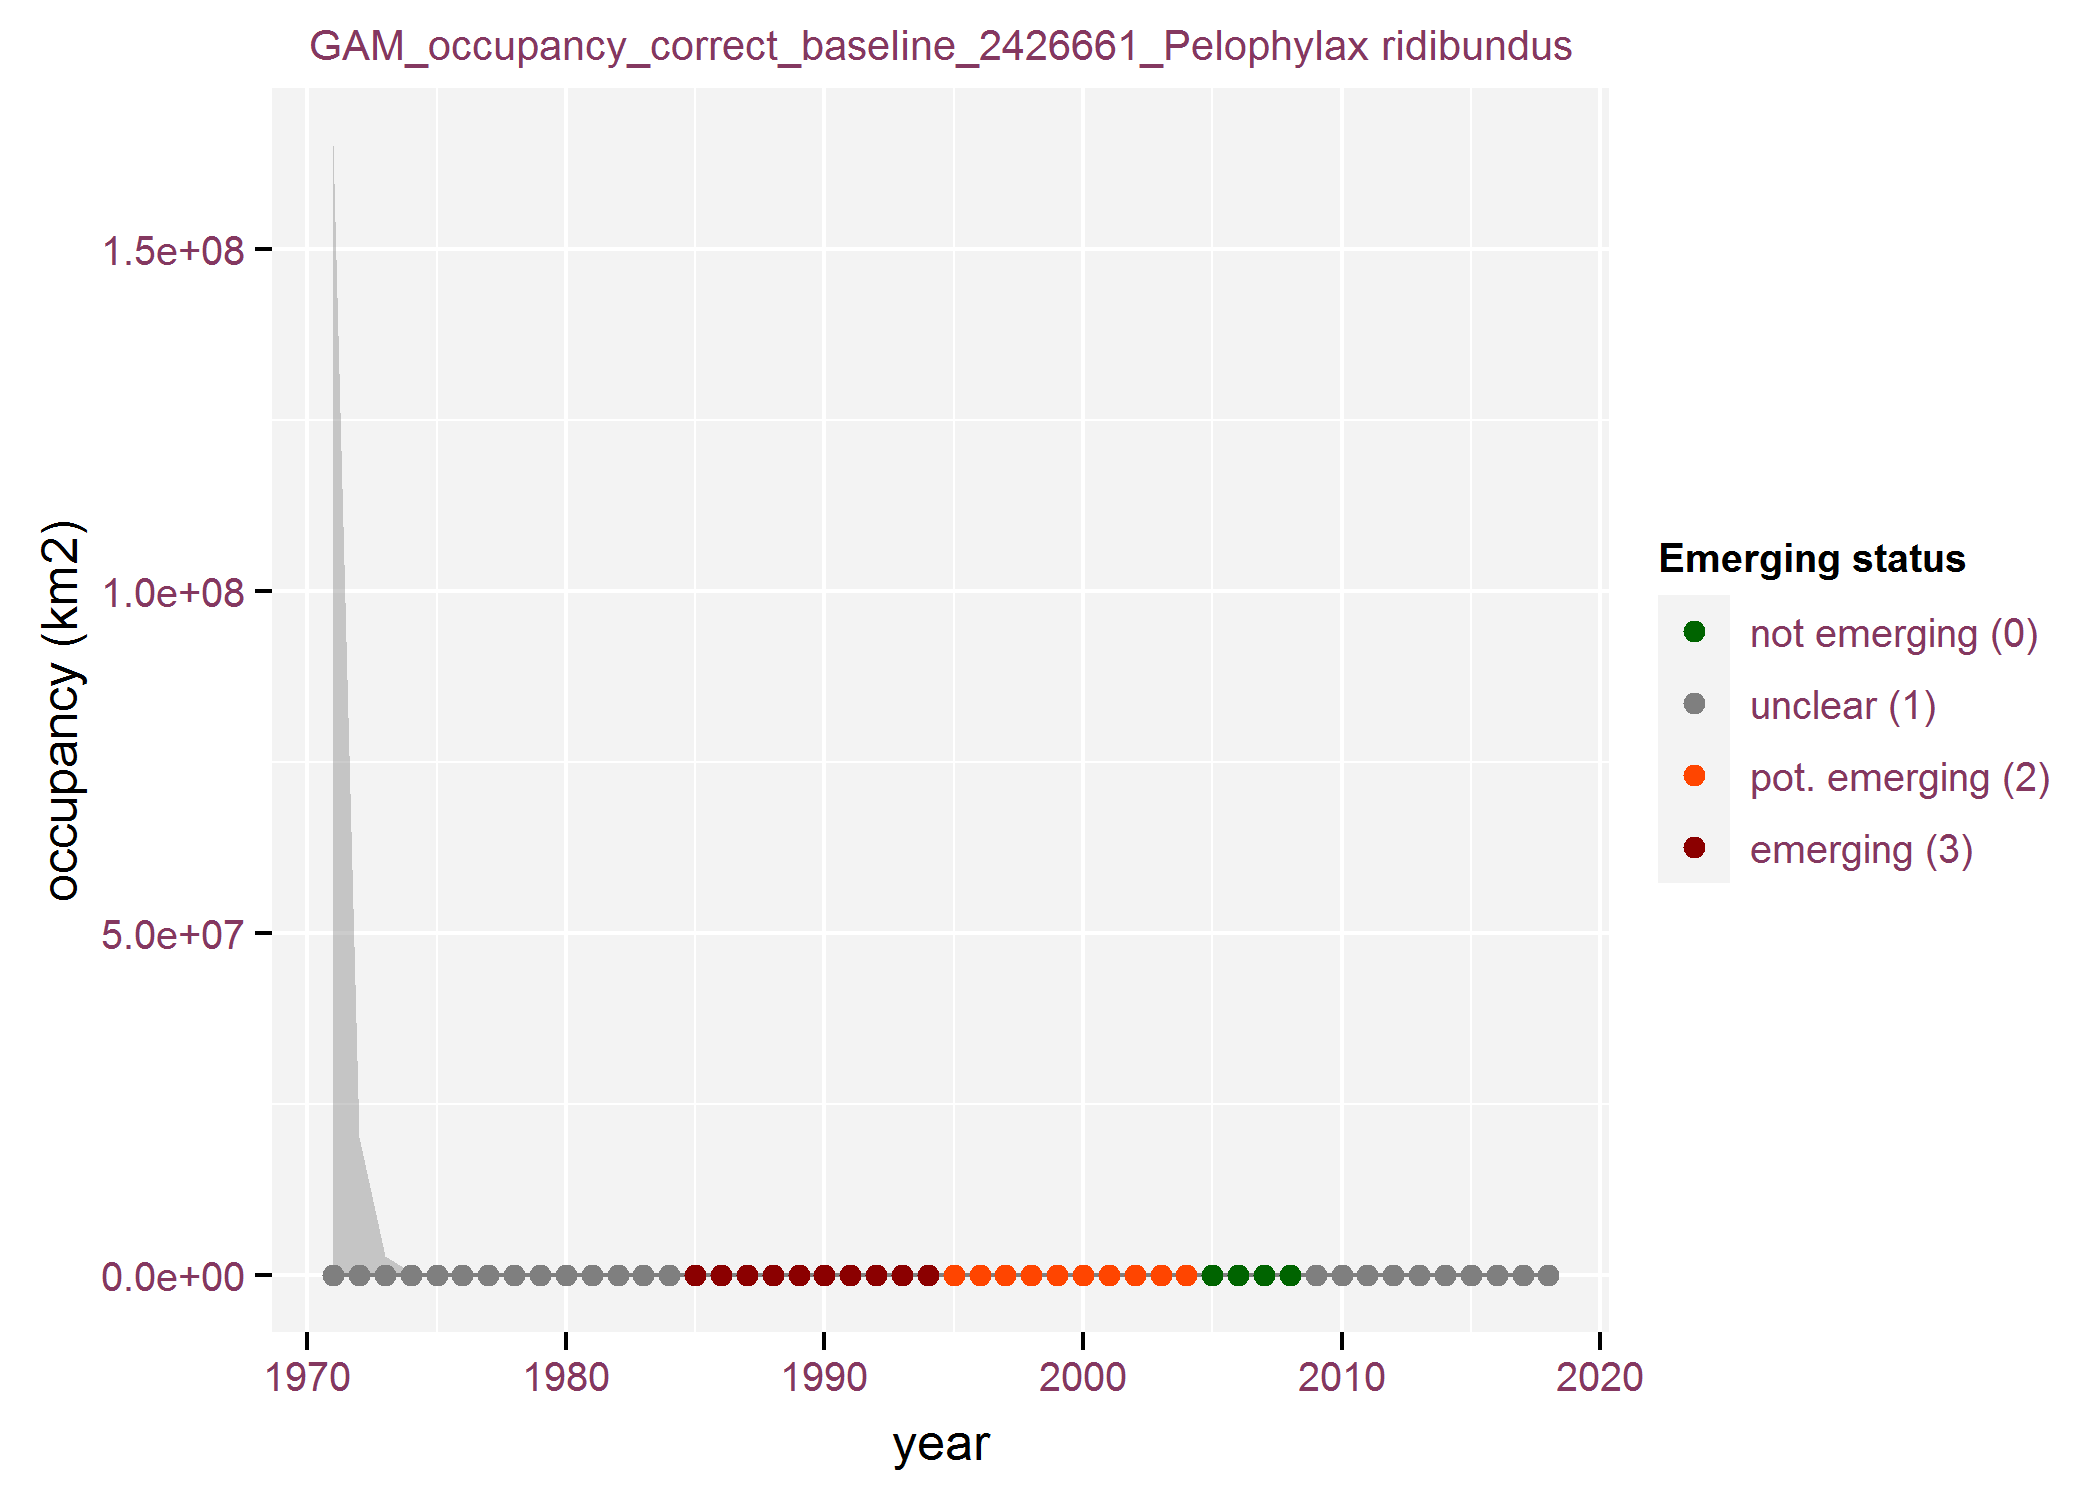 GAM_occupancy_correct_baseline_2426661_Pelophylax ridibundus
occupancy (km2)
1.5e+08
1.0e+08
5.0e+07
0.0e+00
1970 1980 1990 2000 2010 2020
year
Emerging status
not emerging (0)
unclear (1)
pot. emerging (2)
emerging (3)